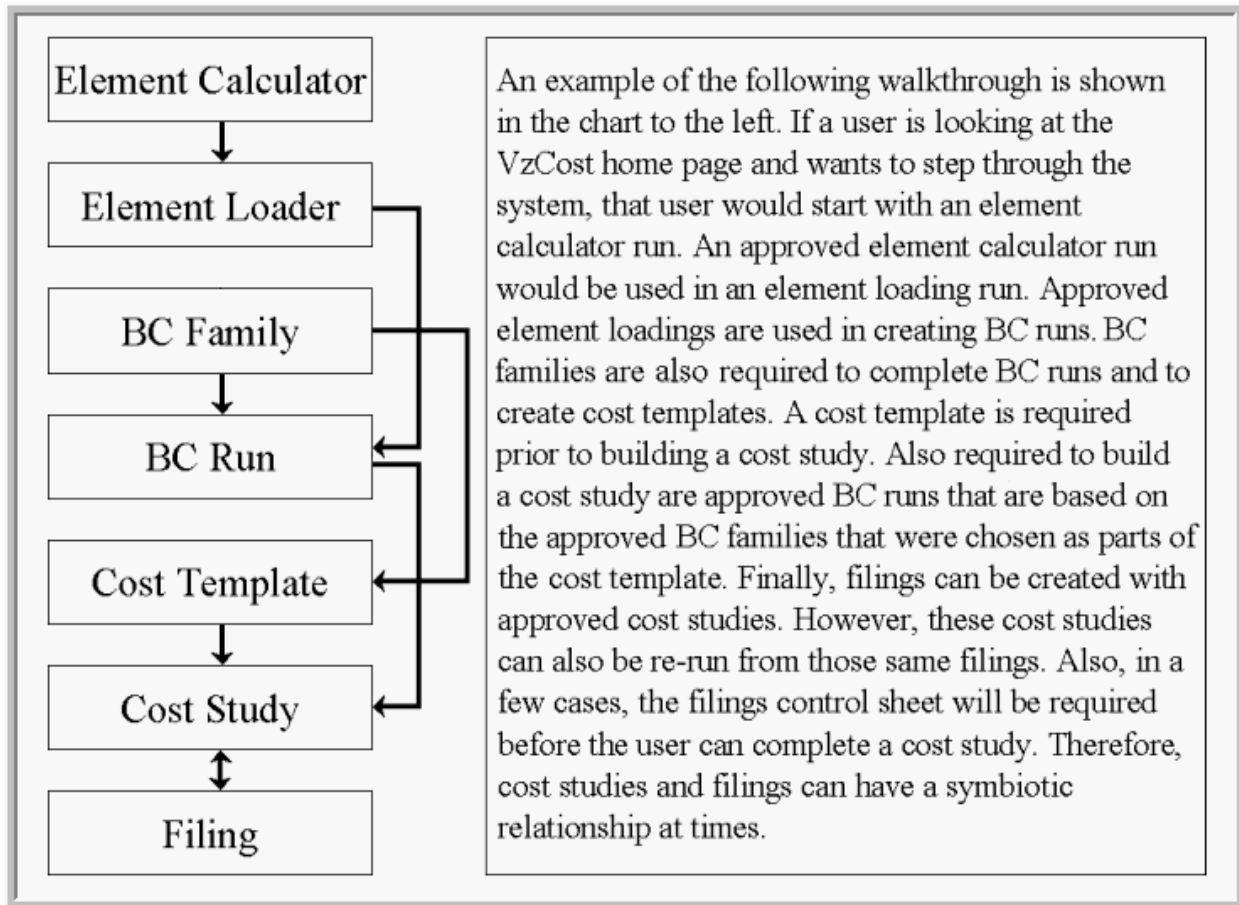 Element Calculator
Element Loader
BC Family
BC Run
Cost Template
Cost Study
Filing
An example of the following walkthrough is shown
in the chart to the left. If a user is looking at the
VzCost home page and wants to step through the
system, that user would start with an element
calculator run. An approved element calculator run
would be used in an element loading run. Approved
element loadings are used in creating BC runs. BC
families are also required to complete BC runs and to
create cost templates. A cost template is required
prior to building a cost study. Also required to build
a cost study are approved BC runs that are based on
the approved BC families that were chosen as parts of
the cost template. Finally, filings can be created with
approved cost studies. However, these cost studies
can also be re-run from those same filings. Also, in a
few cases, the filings control sheet will be required
before the user can complete a cost study. Therefore,
cost studies and filings can have a symbiotic
relationship at times.